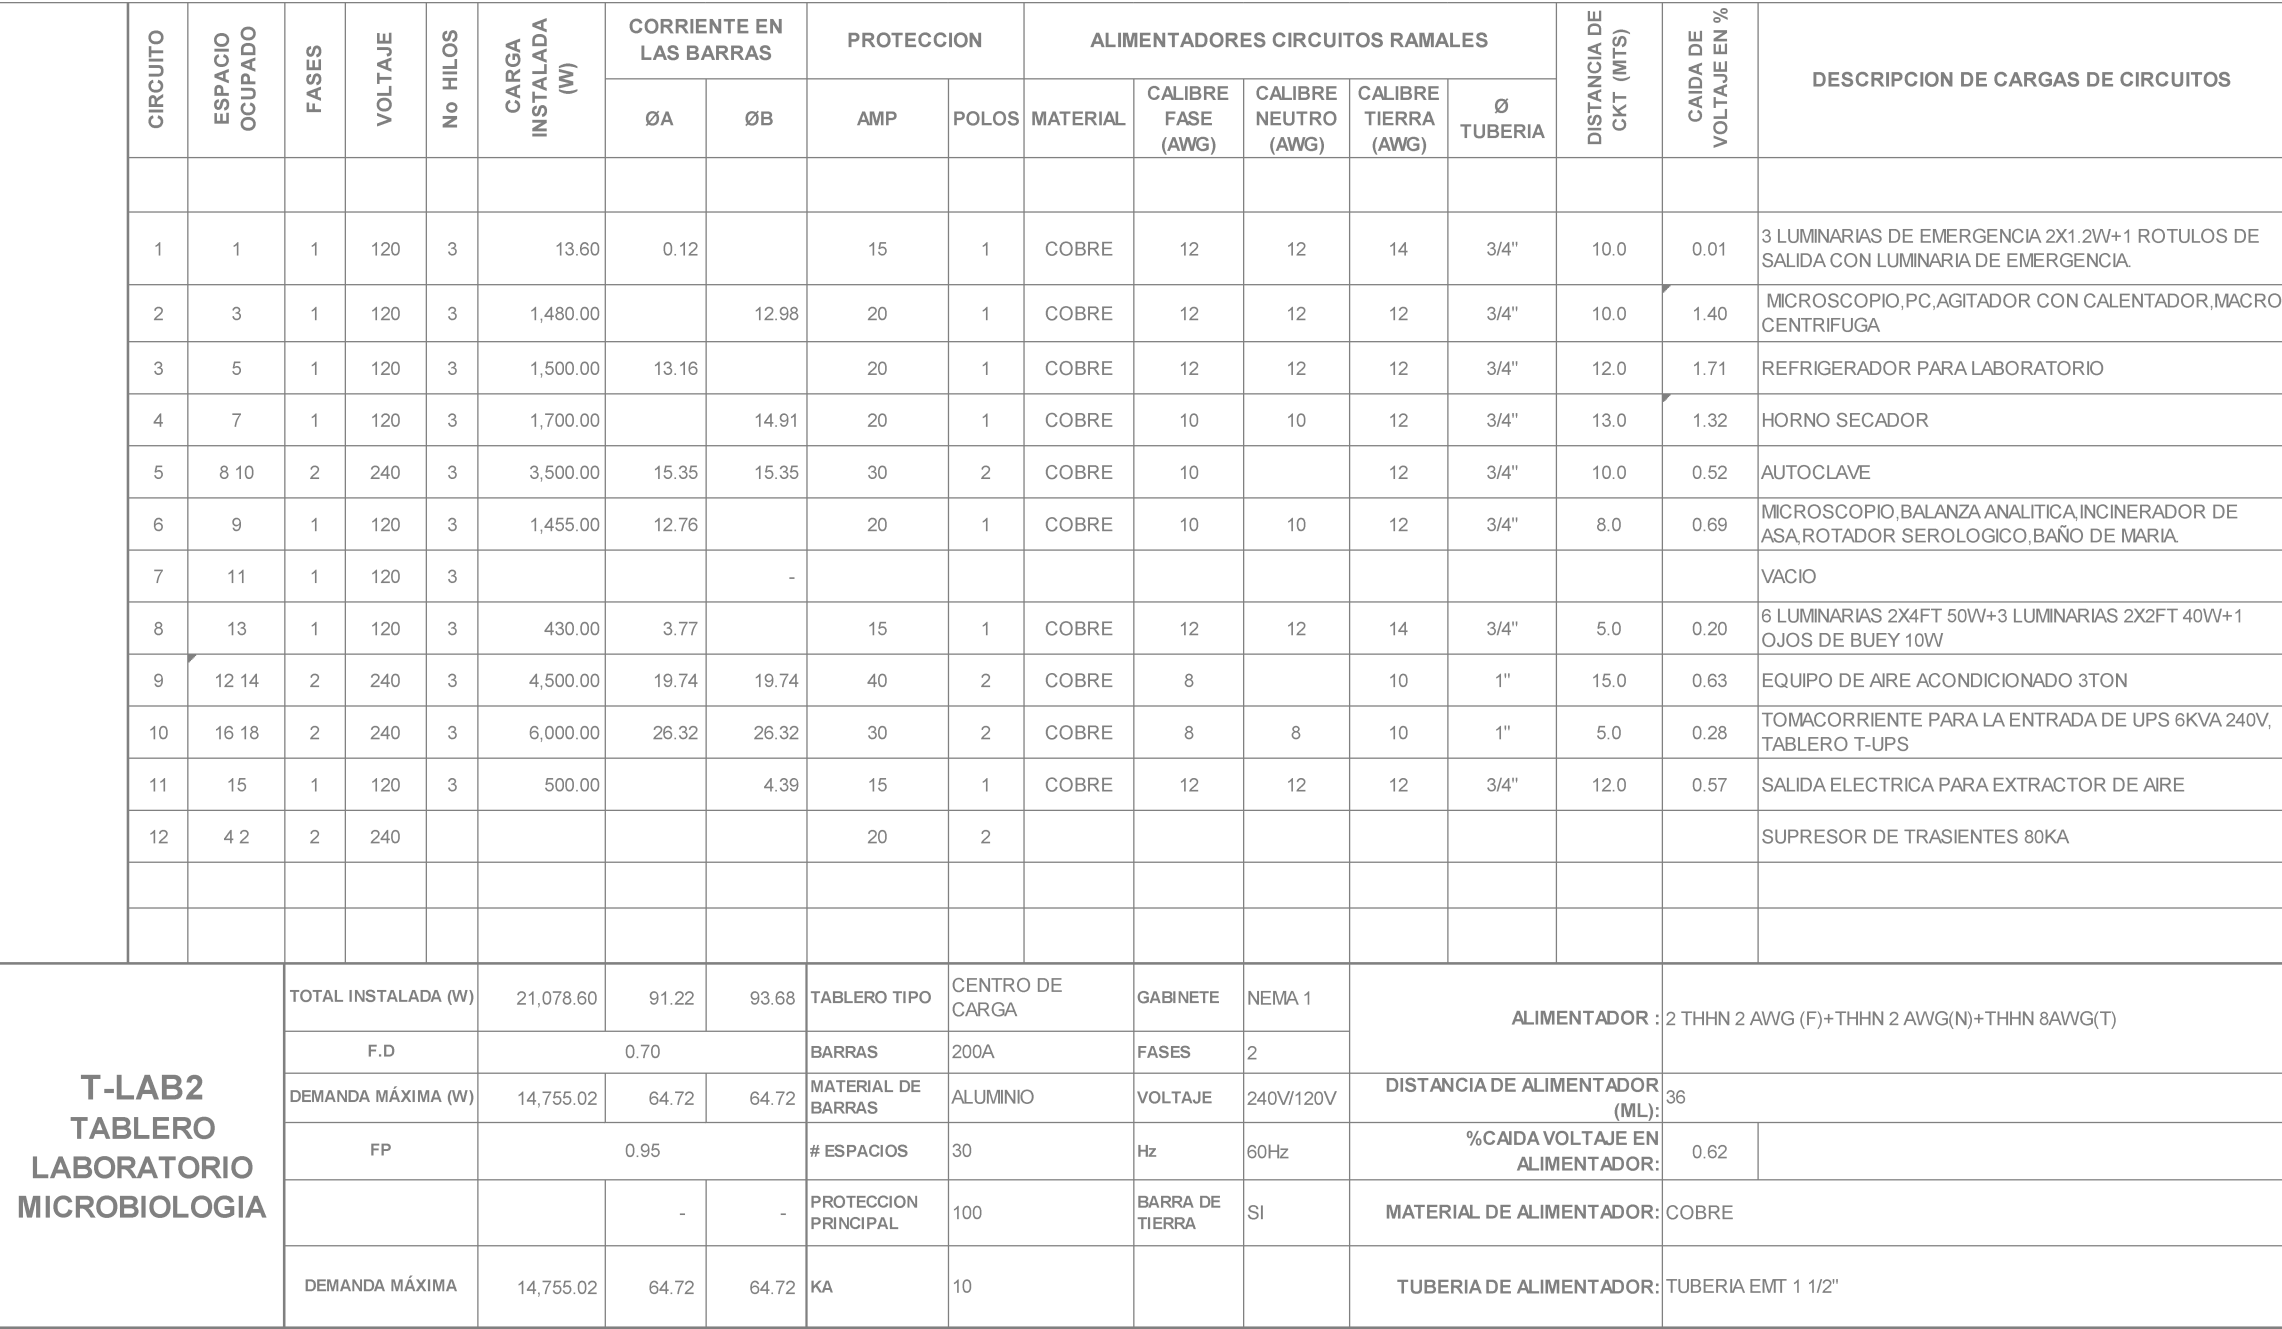 CIRCUITO
ESPACIO
OCUPADO
FASES
VOLTAJE
No HILOS
CARGA
INSTALADA
(W)
CORRIENTE EN
LAS BARRAS
PROTECCION
ALIMENTADORES CIRCUITOS RAMALES
DISTANCIA DE
CKT (MTS)
CAIDA DE
VOLTAJE EN %
DESCRIPCION DE CARGAS DE CIRCUITOS
ØA
ØB
AMP
POLOS
MATERIAL
CALIBRE
FASE
(AWG)
CALIBRE
NEUTRO
(AWG)
CALIBRE
TIERRA
(AWG)
Ø
TUBERIA
1 1 1 120 3 13.60 0.12 15 1 COBRE 12 12 14 3/4" 10.0 0.01 3 LUMINARIAS DE EMERGENCIA 2X1.2W+1 ROTULOS DE
SALIDA CON LUMINARIA DE EMERGENCIA.
2 3 1 120 3 1,480.00 12.98 20 1 COBRE 12 12 12 3/4" 10.0 1.40 MICROSCOPIO,PC,AGITADOR CON CALENTADOR,MACRO
CENTRIFUGA
3 5 1 120 3 1,500.00 13.16 20 1 COBRE 12 12 12 3/4" 12.0 1.71 REFRIGERADOR PARA LABORATORIO
4 7 1 120 3 1,700.00 14.91 20 1 COBRE 10 10 12 3/4" 13.0 1.32 HORNO SECADOR
5 8 10 2 240 3 3,500.00 15.35 15.35 30 2 COBRE 10 12 3/4" 10.0 0.52 AUTOCLAVE
6 9 1 120 3 1,455.00 12.76 20 1 COBRE 10 10 12 3/4" 8.0 0.69 MICROSCOPIO,BALANZA ANALITICA,INCINERADOR DE
ASA,ROTADOR SEROLOGICO,BAÑO DE MARIA.
7 11 1 120 3 - VACIO
8 13 1 120 3 430.00 3.77 15 1 COBRE 12 12 14 3/4" 5.0 0.20 6 LUMINARIAS 2X4FT 50W+3 LUMINARIAS 2X2FT 40W+1
OJOS DE BUEY 10W
9 12 14 2 240 3 4,500.00 19.74 19.74 40 2 COBRE 8 10 1" 15.0 0.63 EQUIPO DE AIRE ACONDICIONADO 3TON
10 16 18 2 240 3 6,000.00 26.32 26.32 30 2 COBRE 8 8 10 1" 5.0 0.28 TOMACORRIENTE PARA LA ENTRADA DE UPS 6KVA 240V,
TABLERO T-UPS
11 15 1 120 3 500.00 4.39 15 1 COBRE 12 12 12 3/4" 12.0 0.57 SALIDA ELECTRICA PARA EXTRACTOR DE AIRE
12 4 2 2 240 20 2 SUPRESOR DE TRASIENTES 80KA
T-LAB2
TABLERO
LABORATORIO
MICROBIOLOGIA
TOTAL INSTALADA (W) 21,078.60 91.22 93.68 TABLERO TIPO CENTRO DE
CARGA
GABINETE NEMA 1
ALIMENTADOR : 2 THHN 2 AWG (F)+THHN 2 AWG(N)+THHN 8AWG(T)
F.D 0.70 BARRAS 200A FASES 2
DEMANDA MÁXIMA (W) 14,755.02 64.72 64.72 MATERIAL DE
BARRAS
ALUMINIO VOLTAJE 240V/120V
DISTANCIA DE ALIMENTADOR
(ML): 36
FP 0.95 # ESPACIOS 30 Hz 60Hz
%CAIDA VOLTAJE EN
ALIMENTADOR: 0.62
- - PROTECCION
PRINCIPAL
100
BARRA DE
TIERRA
SI
MATERIAL DE ALIMENTADOR: COBRE
DEMANDA MÁXIMA 14,755.02 64.72 64.72 KA 10 TUBERIA DE ALIMENTADOR: TUBERIA EMT 1 1/2"